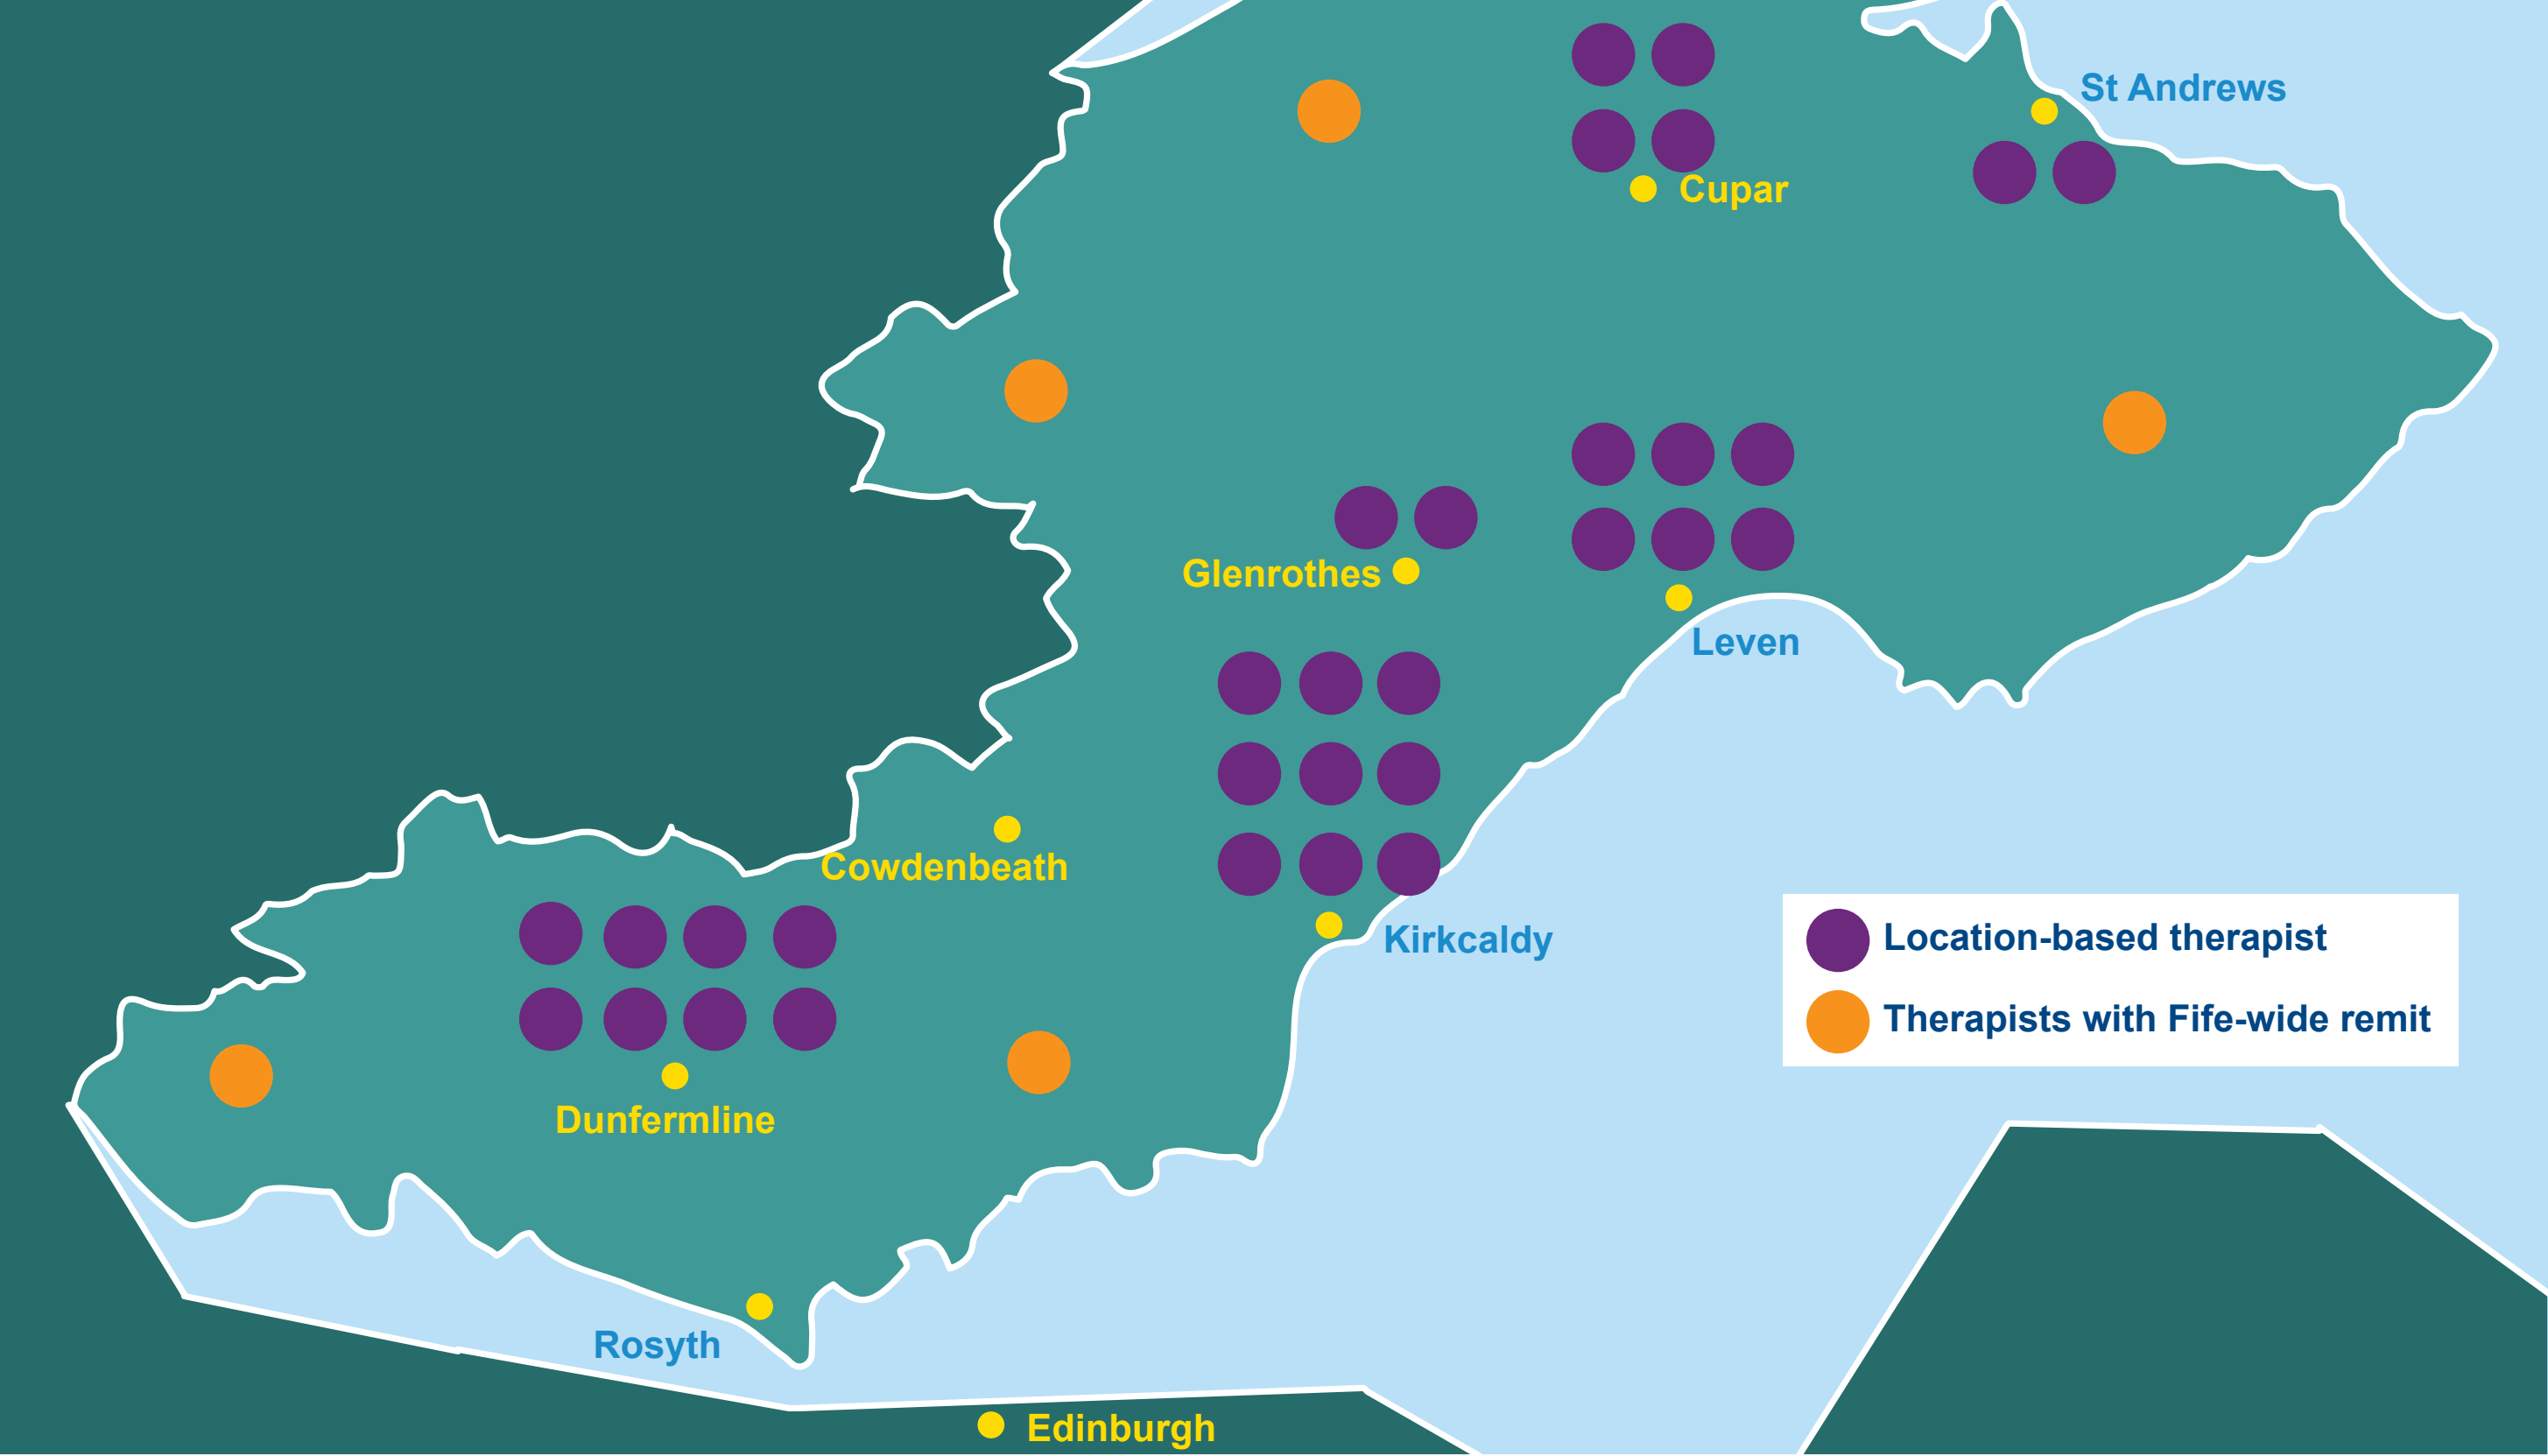 St Andrews
Cupar
Glenrothes
Leven
Cowdenbeath
Kirkcaldy
Location-based therapist
Therapists with Fife-wide remit
Dunfermline
Rosyth
Edinburgh